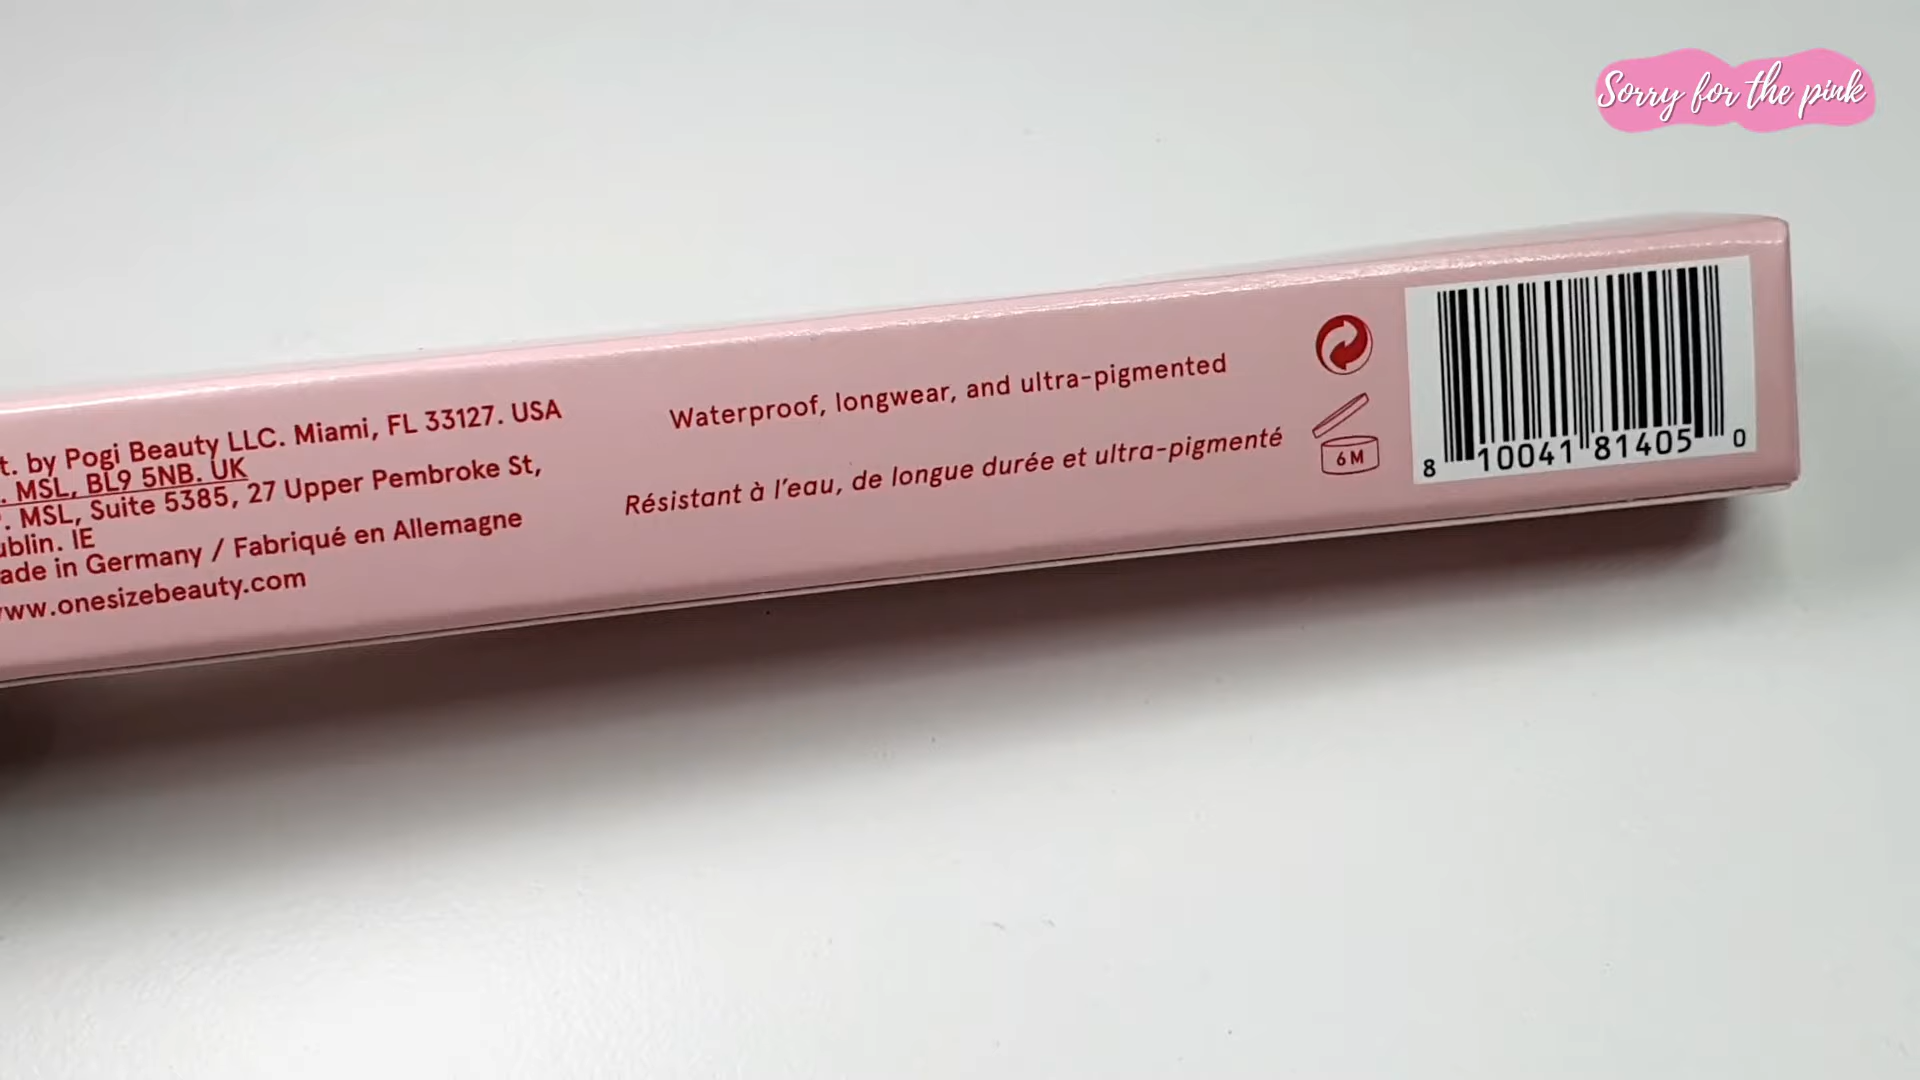 Sorry for the pink
t. by Pogi Beauty LLC. Miami, FL 33127. USA
. MSL, BL9 5NB. UK
. MSL, Suite 5385, 27 Upper Pembroke St,
ublin. IE
ade in Germany / Fabriqué en Allemagne
www.onesizebeauty.com
Waterproof, longwear, and ultra-pigmented
Résistant à l'eau, de longue durée et ultra-pigmenté
6M
8 10041 81405 0